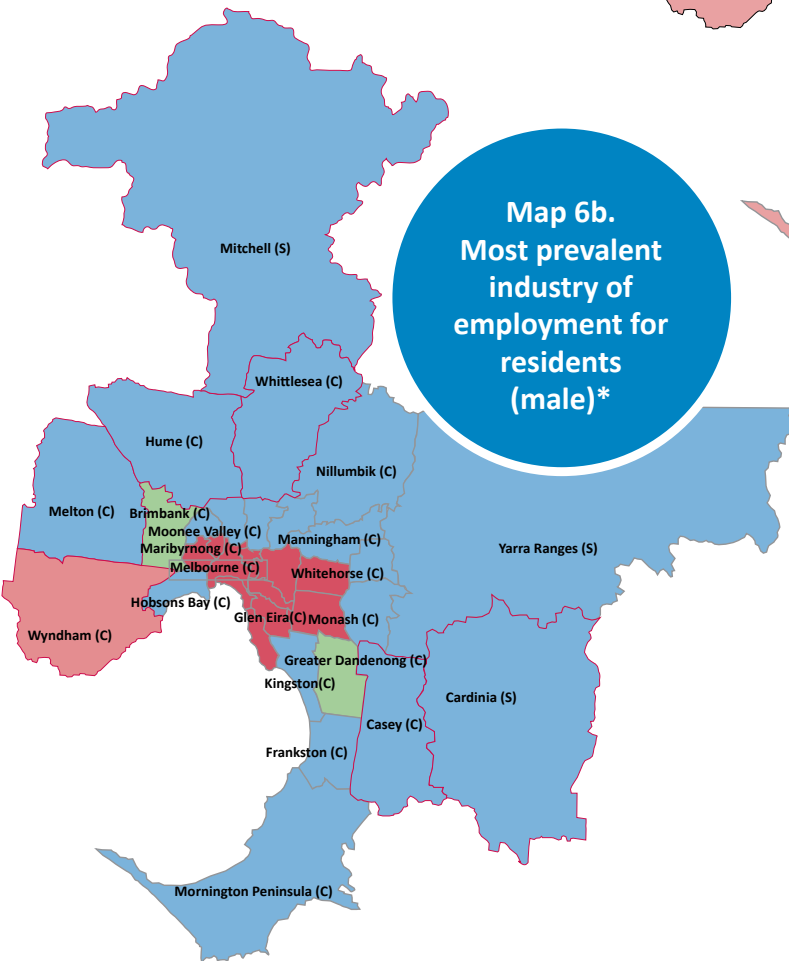 Map 6b.
Most prevalent
industry of
employment for
residents
(male)*
Mitchell (S)
Whittlesea (C)
Hume (C)
Nillumbik (C)
Melton (C)
Brimbank (C)
Moonee Valley (C)
Manningham (C)
Maribyrnong (C)
Yarra Ranges (S)
Melbourne (C)
Whitehorse (C)
Hobsons Bay (C)
Glen Eira(C)
Monash (C)
Wyndham (C)
Greater Dandenong (C)
Kingston(C)
Cardinia (S)
Casey (C)
Frankston (C)
Mornington Peninsula (C)